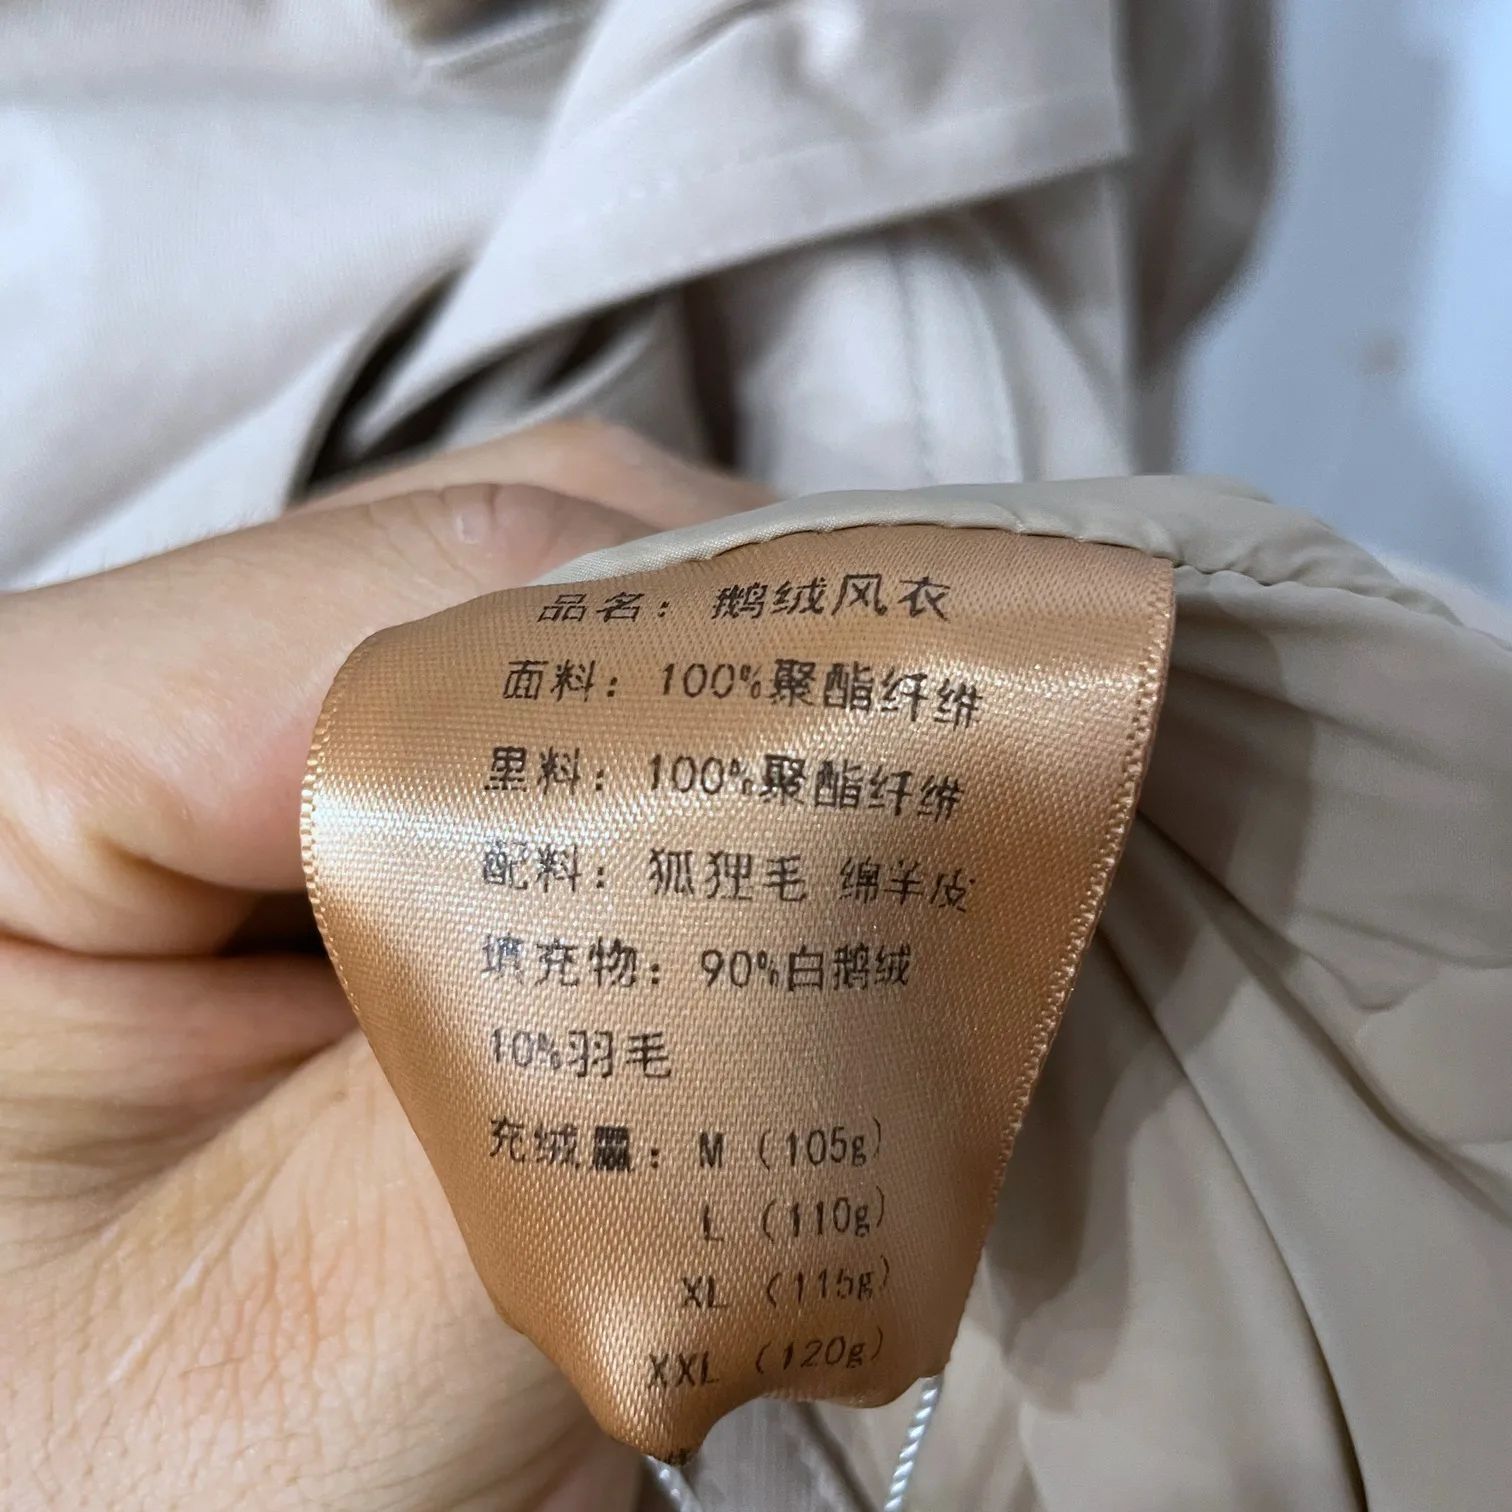 品名：鹅绒风衣
面料：100%聚酯纤维
里料：100%聚酯纤维
配料：狐狸毛 绵羊皮
填充物：90%白鹅绒
10%羽毛
充绒量：M（105g）
L（110g）
XL（115g）
XXL（120g）